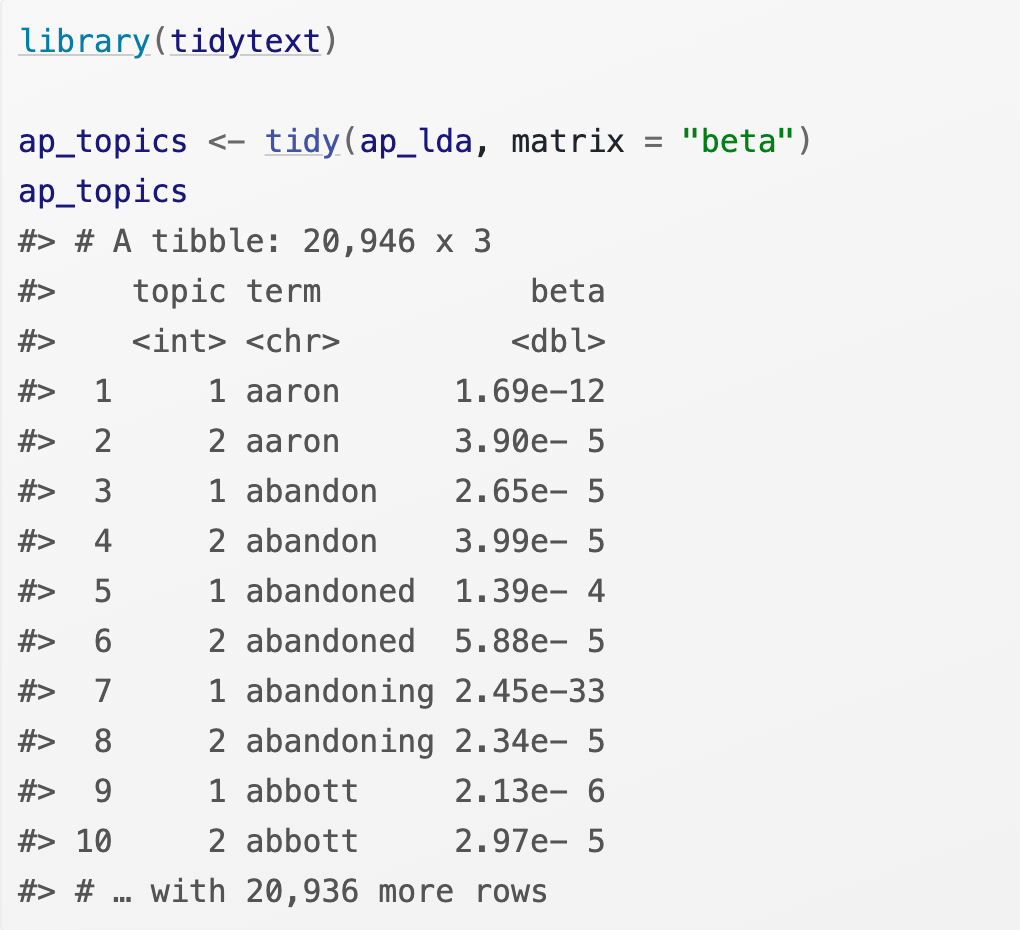 library(tidytext)

ap_topics <- tidy(ap_lda, matrix = "beta")
ap_topics
#> # A tibble: 20,946 x 3
#>    topic term           beta
#>    <int> <chr>         <dbl>
#>  1     1 aaron      1.69e-12
#>  2     2 aaron      3.90e- 5
#>  3     1 abandon    2.65e- 5
#>  4     2 abandon    3.99e- 5
#>  5     1 abandoned  1.39e- 4
#>  6     2 abandoned  5.88e- 5
#>  7     1 abandoning 2.45e-33
#>  8     2 abandoning 2.34e- 5
#>  9     1 abbott     2.13e- 6
#> 10     2 abbott     2.97e- 5
#> # … with 20,936 more rows